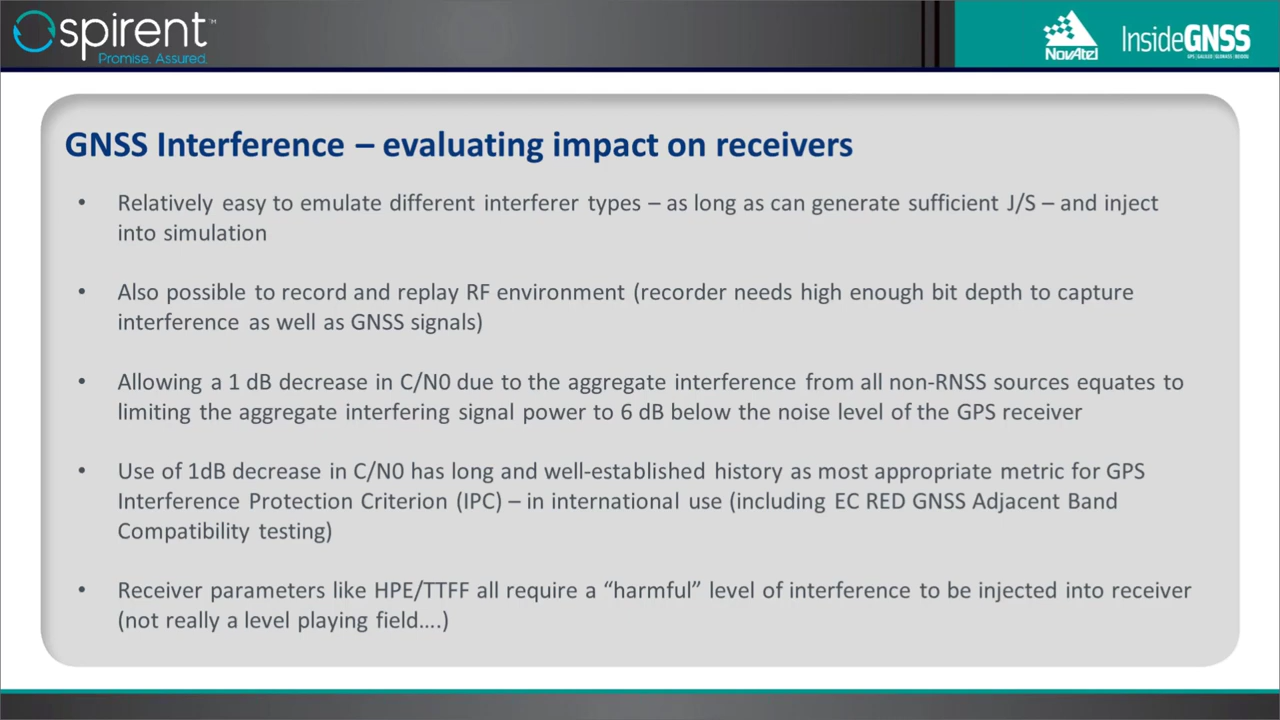 spirent™
Promise. Assured.
NovAtel
InsideGNSS
GPS | GALILEO | GLONASS | BEIDOU
GNSS Interference – evaluating impact on receivers
• Relatively easy to emulate different interferer types – as long as can generate sufficient J/S – and inject
into simulation
• Also possible to record and replay RF environment (recorder needs high enough bit depth to capture
interference as well as GNSS signals)
• Allowing a 1 dB decrease in C/N0 due to the aggregate interference from all non-RNSS sources equates to
limiting the aggregate interfering signal power to 6 dB below the noise level of the GPS receiver
• Use of 1dB decrease in C/N0 has long and well-established history as most appropriate metric for GPS
Interference Protection Criterion (IPC) – in international use (including EC RED GNSS Adjacent Band
Compatibility testing)
• Receiver parameters like HPE/TTFF all require a “harmful” level of interference to be injected into receiver
(not really a level playing field....)